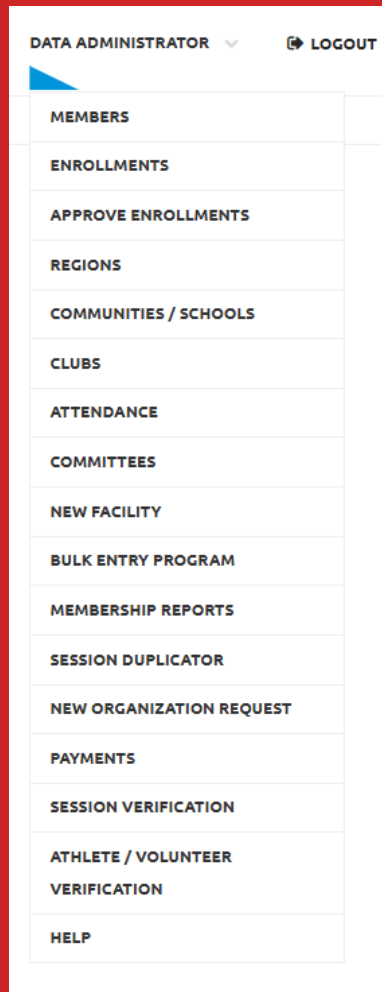 DATA ADMINISTRATOR LOGOUT
MEMBERS
ENROLLMENTS
APPROVE ENROLLMENTS
REGIONS
COMMUNITIES / SCHOOLS
CLUBS
ATTENDANCE
COMMITTEES
NEW FACILITY
BULK ENTRY PROGRAM
MEMBERSHIP REPORTS
SESSION DUPLICATOR
NEW ORGANIZATION REQUEST
PAYMENTS
SESSION VERIFICATION
ATHLETE / VOLUNTEER
VERIFICATION
HELP